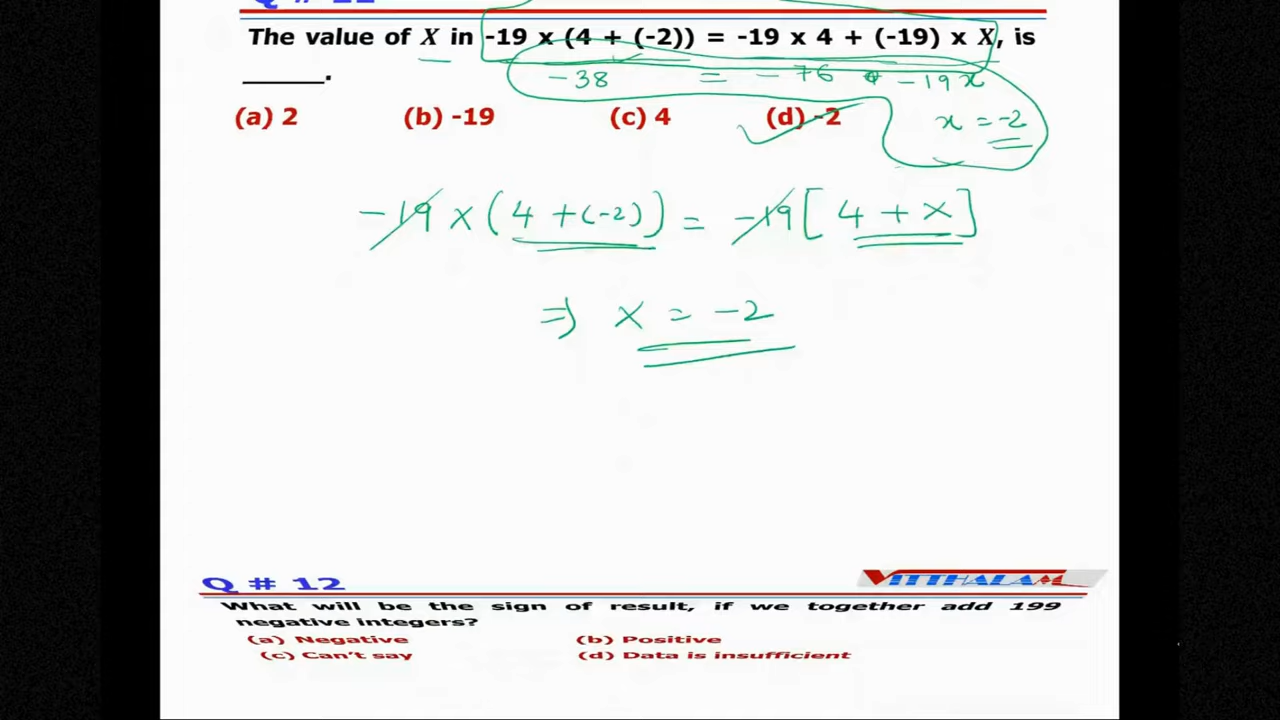 The value of X in -19 x (4 + (-2)) = -19 x 4 + (-19) x X, is
______.
-38 = -76 + -19x
(a) 2 (b) -19 (c) 4 (d) -2
x = -2
-19 x (4 + (-2)) = -19 [4 + x]
⇒ x = -2
Q # 12 VITTHALAM
What will be the sign of result, if we together add 199
negative integers?
(a) Negative (b) Positive
(c) Can't say (d) Data is insufficient